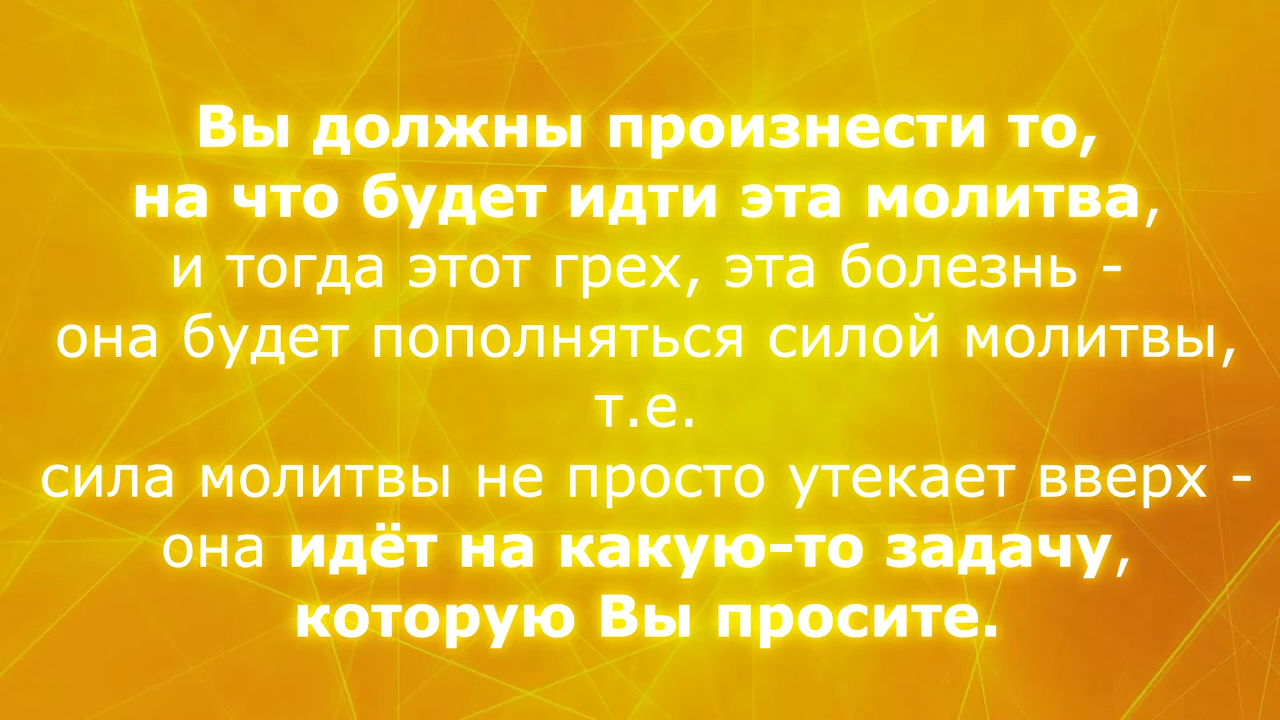 Вы должны произнести то,
на что будет идти эта молитва,
и тогда этот грех, эта болезнь -
она будет пополняться силой молитвы,
т.е.
сила молитвы не просто утекает вверх -
она идёт на какую-то задачу,
которую Вы просите.